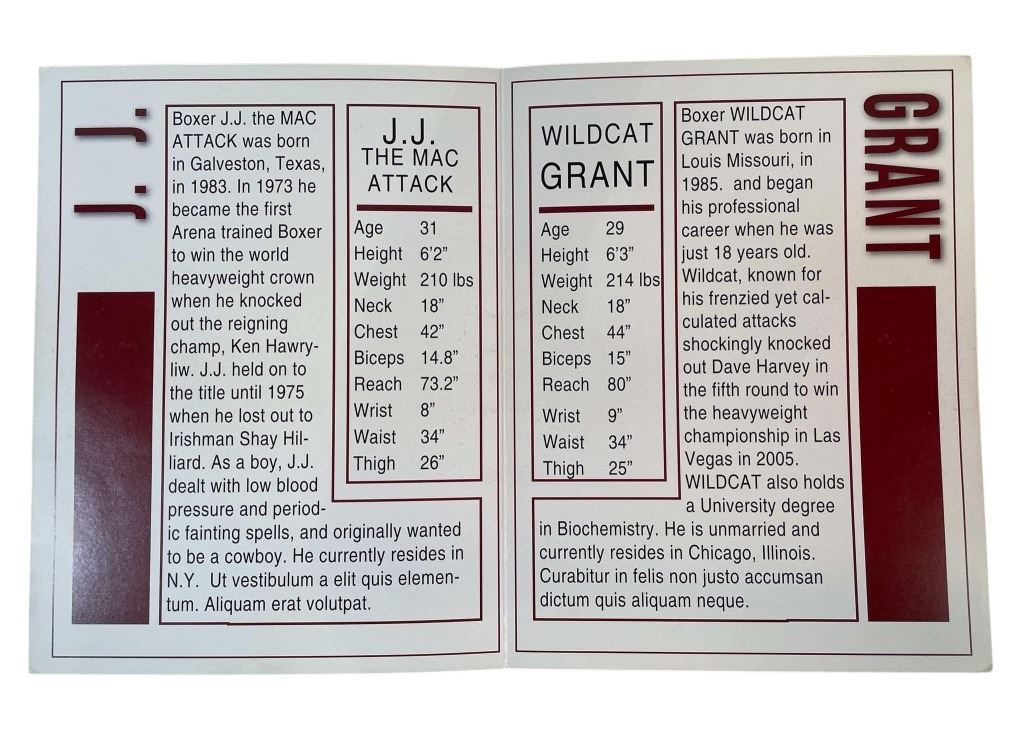 J. J.
Boxer J.J. the MAC
ATTACK was born
in Galveston, Texas,
in 1983. In 1973 he
became the first
Arena trained Boxer
to win the world
heavyweight crown
when he knocked
out the reigning
champ, Ken Hawry-
liw. J.J. held on to
the title until 1975
when he lost out to
Irishman Shay Hil-
liard. As a boy, J.J.
dealt with low blood
pressure and period-
ic fainting spells, and originally wanted
to be a cowboy. He currently resides in
N.Y. Ut vestibulum a elit quis elemen-
tum. Aliquam erat volutpat.
J.J.
THE MAC
ATTACK
Age 31
Height 6'2"
Weight 210 lbs
Neck 18"
Chest 42"
Biceps 14.8"
Reach 73.2"
Wrist 8"
Waist 34"
Thigh 26"
WILDCAT
GRANT
Age 29
Height 6'3"
Weight 214 lbs
Neck 18"
Chest 44"
Biceps 15"
Reach 80"
Wrist 9"
Waist 34"
Thigh 25"
Boxer WILDCAT
GRANT was born in
Louis Missouri, in
1985. and began
his professional
career when he was
just 18 years old.
Wildcat, known for
his frenzied yet cal-
culated attacks
shockingly knocked
out Dave Harvey in
the fifth round to win
the heavyweight
championship in Las
Vegas in 2005.
WILDCAT also holds
a University degree
in Biochemistry. He is unmarried and
currently resides in Chicago, Illinois.
Curabitur in felis non justo accumsan
dictum quis aliquam neque.
GRANT